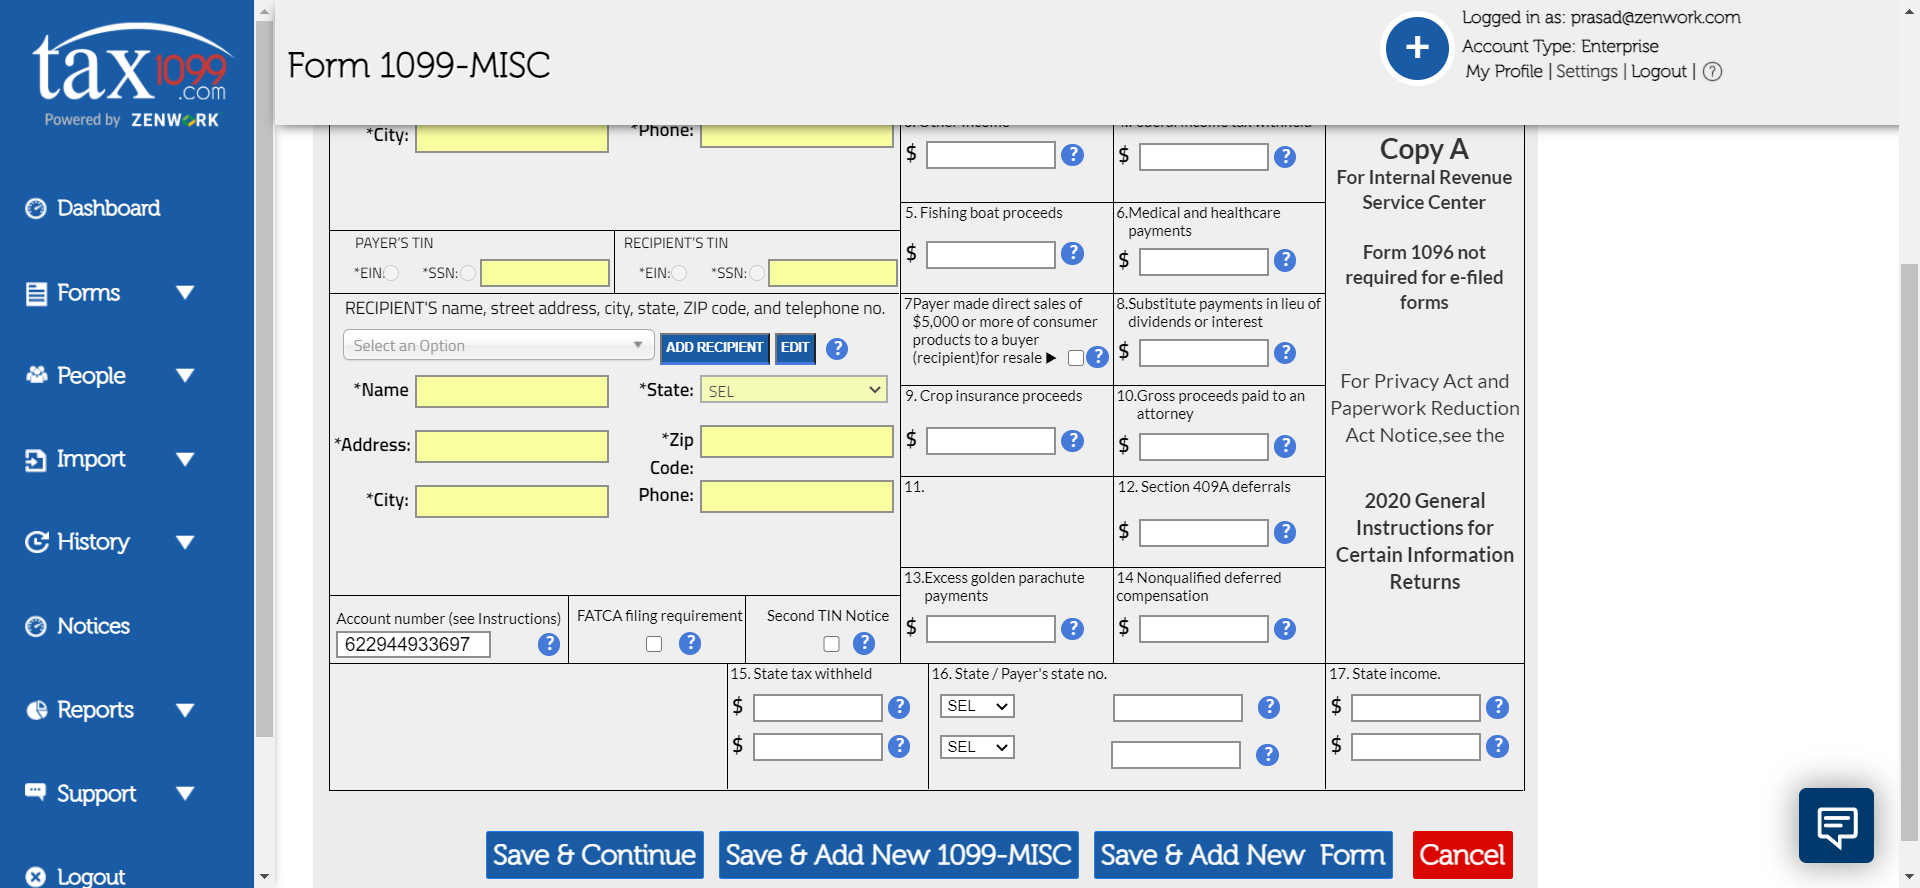 tax1099
.com
Powered by ZENWORK
Dashboard
Forms
People
Import
History
Notices
Reports
Support
Logout
Form 1099-MISC
+
Logged in as: prasad@zenwork.com
Account Type: Enterprise
My Profile | Settings | Logout | ?
*City:
*Phone:
3. Other income
4. Federal income tax withheld
$ ?
$ ?
5. Fishing boat proceeds
$ ?
6.Medical and healthcare
payments
$ ?
PAYER'S TIN
*EIN: *SSN:
RECIPIENT'S TIN
*EIN: *SSN:
RECIPIENT'S name, street address, city, state, ZIP code, and telephone no.
Select an Option
ADD RECIPIENT
EDIT
?
*Name
*State: SEL
*Address:
*Zip
Code:
*City:
Phone:
7Payer made direct sales of
$5,000 or more of consumer
products to a buyer
(recipient)for resale ▶ ?
8.Substitute payments in lieu of
dividends or interest
$ ?
9. Crop insurance proceeds
$ ?
10.Gross proceeds paid to an
attorney
$ ?
11.
12. Section 409A deferrals
$ ?
13.Excess golden parachute
payments
$ ?
14 Nonqualified deferred
compensation
$ ?
Account number (see Instructions)
622944933697 ?
FATCA filing requirement
?
Second TIN Notice
?
15. State tax withheld
$ ?
$ ?
16. State / Payer's state no.
SEL ?
SEL ?
17. State income.
$ ?
$ ?
Copy A
For Internal Revenue
Service Center
Form 1096 not
required for e-filed
forms
For Privacy Act and
Paperwork Reduction
Act Notice,see the
2020 General
Instructions for
Certain Information
Returns
Save & Continue
Save & Add New 1099-MISC
Save & Add New Form
Cancel